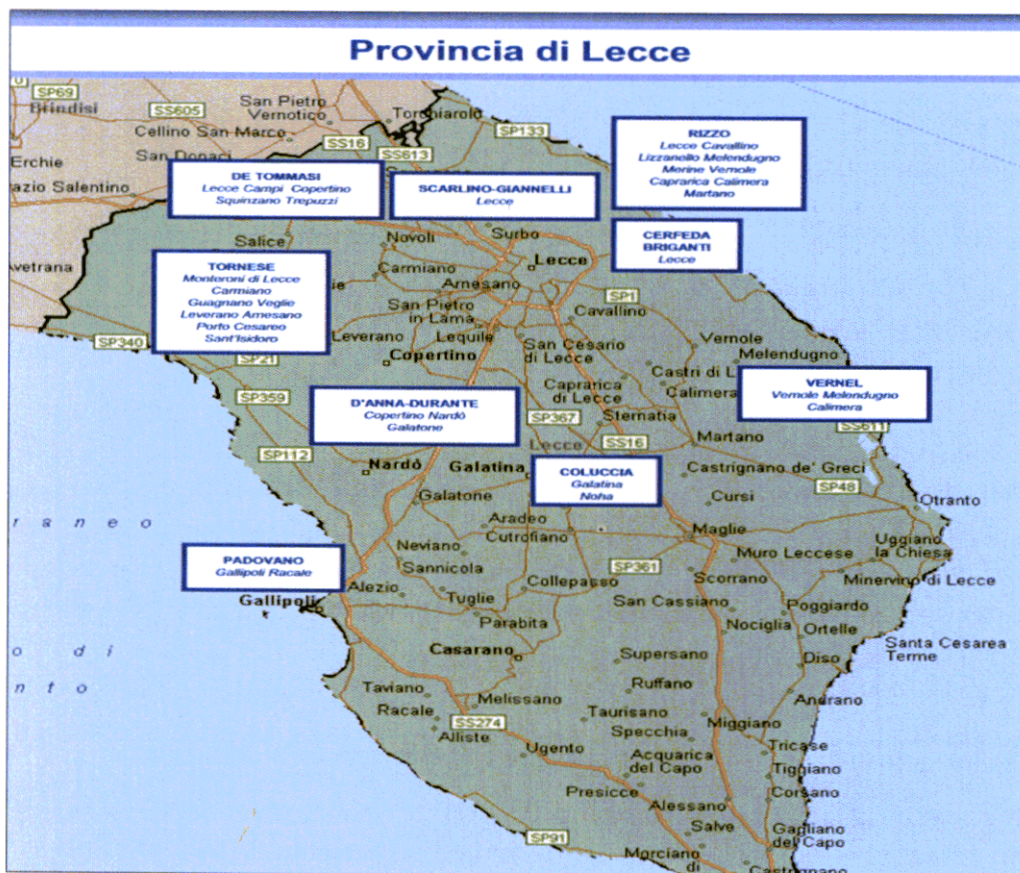 Provincia di Lecce
SP69
Brindisi
SS605
San Pietro
Vernotico
Torchiarolo
Cellino San Marco
SS16
SP133
SS613
Erchie
San Donaci
azio Salentino
RIZZO
Lecce Cavallino
Lizzanello Melendugno
Merine Vernole
Caprarica Calimera
Martano
DE TOMMASI
Lecce Campi Copertino
Squinzano Trepuzzi
SCARLINO-GIANNELLI
Lecce
CERFEDA
BRIGANTI
Lecce
Avetrana
Salice
Novoli
Surbo
Lecce
TORNESE
Monteroni di Lecce
Carmiano
Guagnano Veglie
Leverano Arnesano
Porto Cesareo
Sant'Isidoro
Carmiano
Arnesano
SP1
San Pietro
in Lama
Cavallino
Leverano
Lequile
San Cesario
di Lecce
Vernole
SP340
SP21
Copertino
Melendugno
Castri di L
Caprarica
di Lecce
Calimera
VERNEL
Vernole Melendugno
Calimera
SP359
D'ANNA-DURANTE
Copertino Nardò
Galatone
SP367
Sternatia
SS611
Lecce
SS16
Martano
SP112
Nardò
Galatina
COLUCCIA
Galatina
Noha
Castrignano de' Greci
SP48
Galatone
Cursi
Otranto
raneo
Aradeo
Cutrofiano
Maglie
Uggiano
la Chiesa
Neviano
Muro Leccese
PADOVANO
Gallipoli Racale
Sannicola
SP361
Scorrano
Minervino di Lecce
Alezio
Collepasso
Gallipoli
Tuglie
San Cassiano
Poggiardo
Parabita
Nociglia
Ortelle
Santa Cesarea
Terme
o di
Casarano
Supersano
Diso
nto
Taviano
Ruffano
Andrano
Melissano
Racale
SS274
Taurisano
Miggiano
Alliste
Specchia
Tricase
Ugento
Acquarica
del Capo
Tiggiano
Presicce
Corsano
Alessano
SP91
Salve
Gagliano
del Capo
Morciano
di
Castrignano